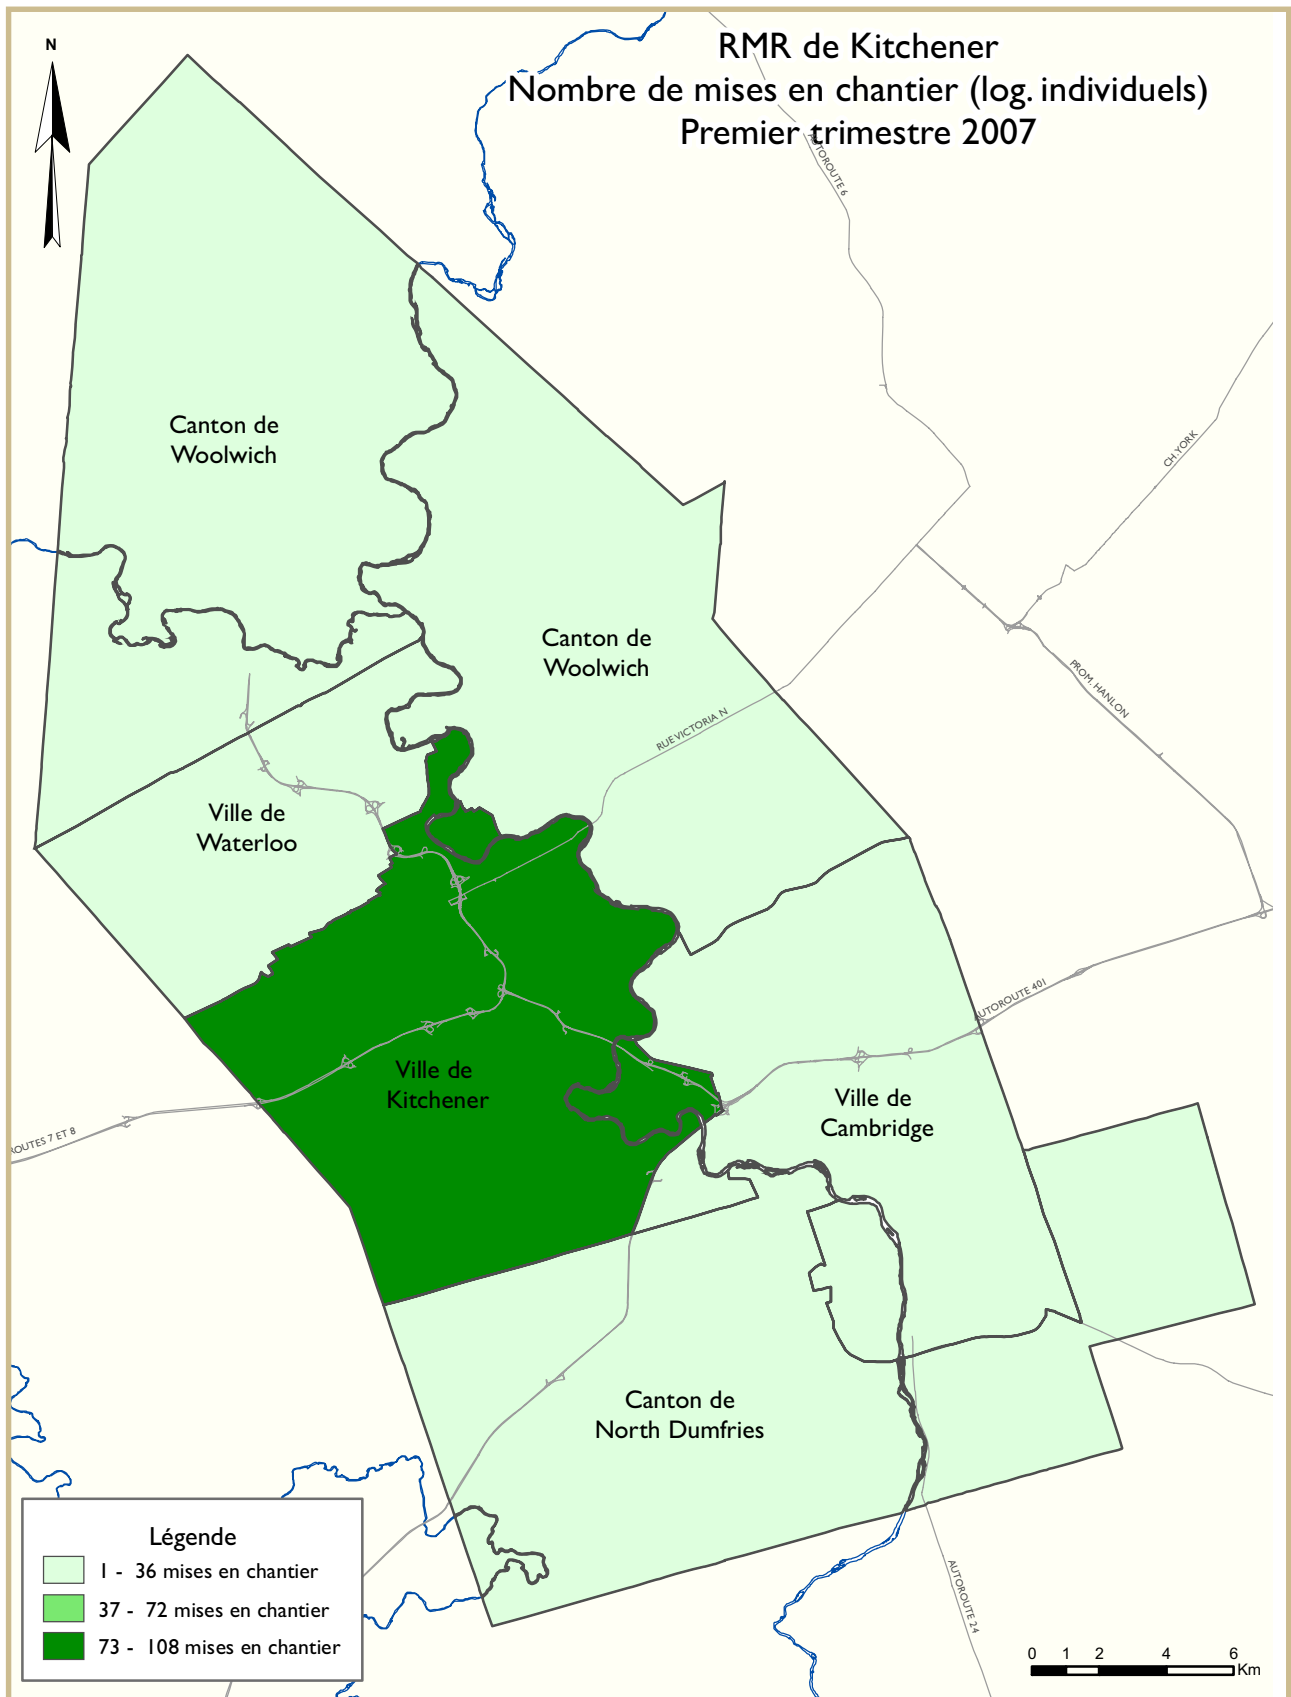 N
RMR de Kitchener
Nombre de mises en chantier (log. individuels)
Premier trimestre 2007
AUTOROUTE 6
CH. YORK
Canton de
Woolwich
Canton de
Woolwich
PROM. HANLON
RUE VICTORIA N
Ville de
Waterloo
AUTOROUTE 401
Ville de
Kitchener
Ville de
Cambridge
ROUTES 7 ET 8
Canton de
North Dumfries
AUTOROUTE 24
Légende
1 - 36 mises en chantier
37 - 72 mises en chantier
73 - 108 mises en chantier
0 1 2 4 6
Km